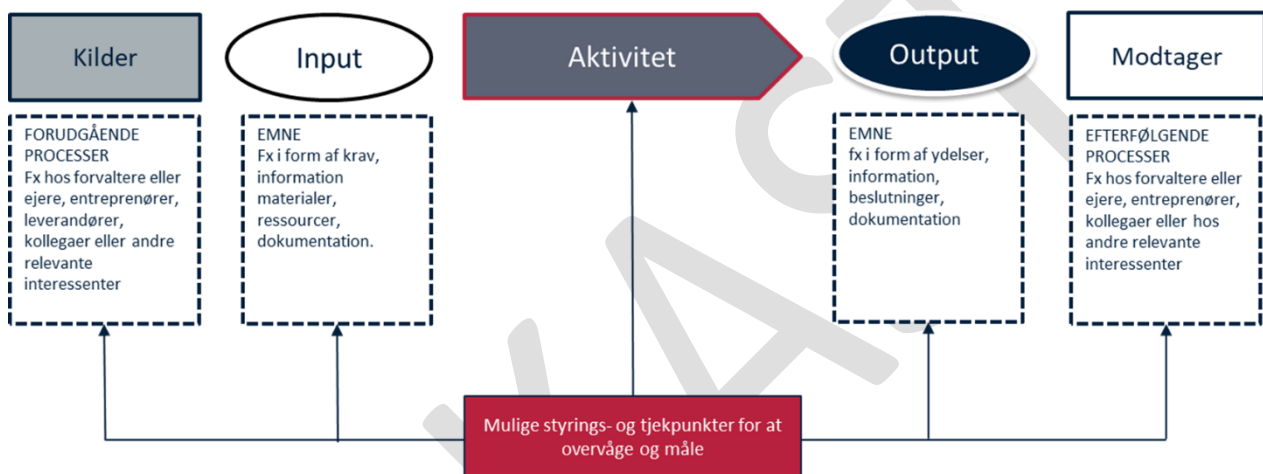 Kilder
Input
Aktivitet
Output
Modtager
FORUDGÅENDE
PROCESSER
Fx hos forvaltere eller
ejere, entreprenører,
leverandører,
kollegaer eller andre
relevante
interessenter
EMNE
Fx i form af krav,
information
materialer,
ressourcer,
dokumentation.
EMNE
fx i form af ydelser,
information,
beslutninger,
dokumentation
EFTERFØLGENDE
PROCESSER
Fx hos forvaltere eller
ejere, entreprenører,
kollegaer eller hos
andre relevante
interessenter
Mulige styrings- og tjekpunkter for at
overvåge og måle